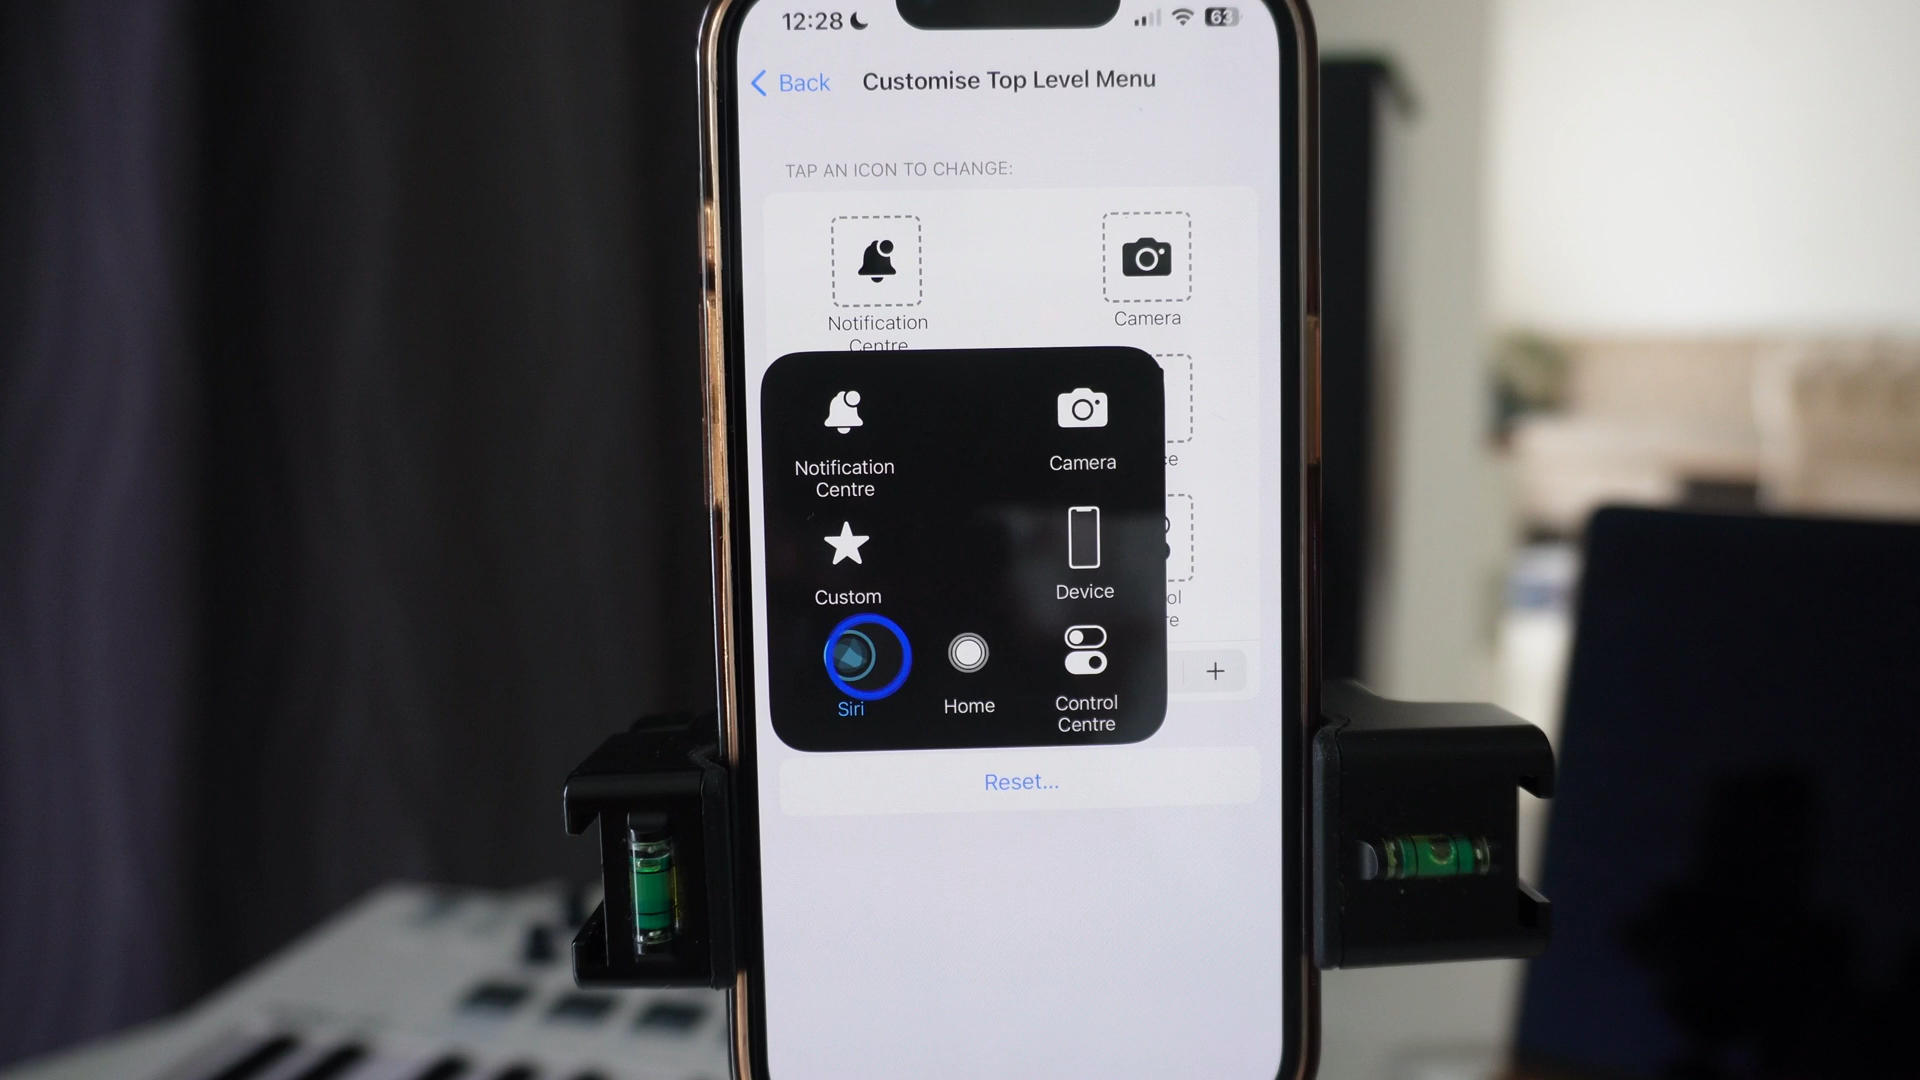 12:28
63
Back
Customise Top Level Menu
TAP AN ICON TO CHANGE:
Notification
Centre
Camera
Notification
Centre
Camera
Custom
Device
Siri
Home
Control
Centre
+
Reset...